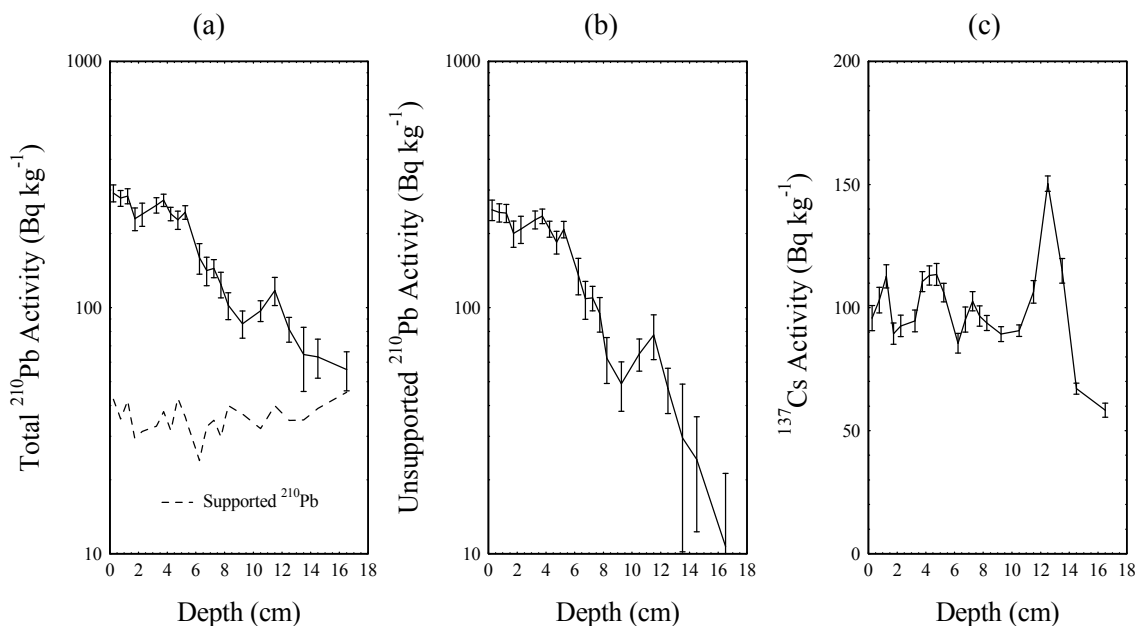 (a)
(b)
(c)
Total ²¹⁰Pb Activity (Bq kg⁻¹)
1000
100
10
0 2 4 6 8 10 12 14 16 18
Depth (cm)
Supported ²¹⁰Pb
Unsupported ²¹⁰Pb Activity (Bq kg⁻¹)
1000
100
10
0 2 4 6 8 10 12 14 16 18
Depth (cm)
¹³⁷Cs Activity (Bq kg⁻¹)
200
150
100
50
0
0 2 4 6 8 10 12 14 16 18
Depth (cm)